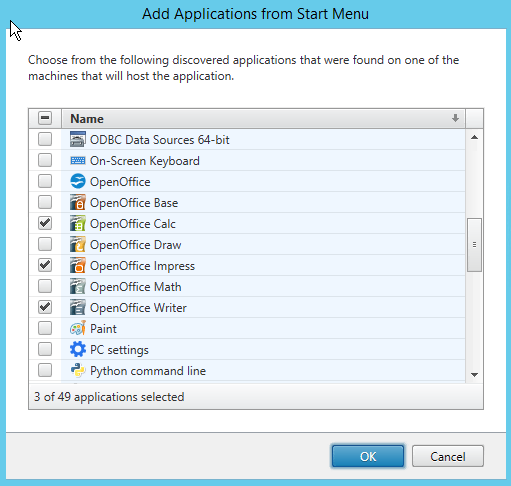 Add Applications from Start Menu
Choose from the following discovered applications that were found on one of the
machines that will host the application.
Name
ODBC Data Sources 64-bit
On-Screen Keyboard
OpenOffice
OpenOffice Base
OpenOffice Calc
OpenOffice Draw
OpenOffice Impress
OpenOffice Math
OpenOffice Writer
Paint
PC settings
Python command line
3 of 49 applications selected
OK
Cancel